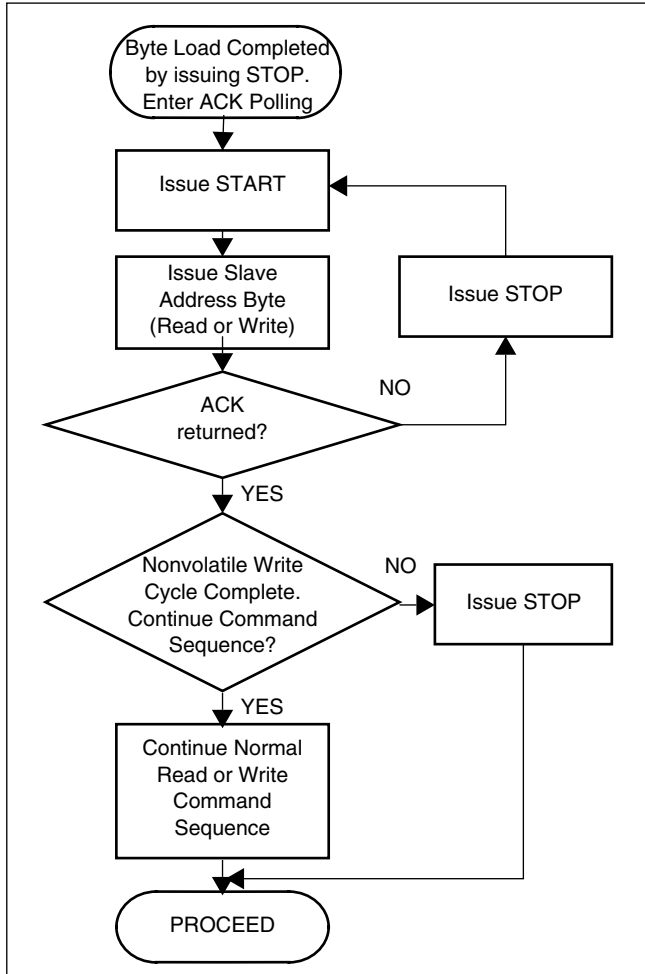 Byte Load Completed
by issuing STOP.
Enter ACK Polling
Issue START
Issue Slave
Address Byte
(Read or Write)
Issue STOP
ACK
returned?
NO
YES
Nonvolatile Write
Cycle Complete.
Continue Command
Sequence?
NO
Issue STOP
YES
Continue Normal
Read or Write
Command
Sequence
PROCEED